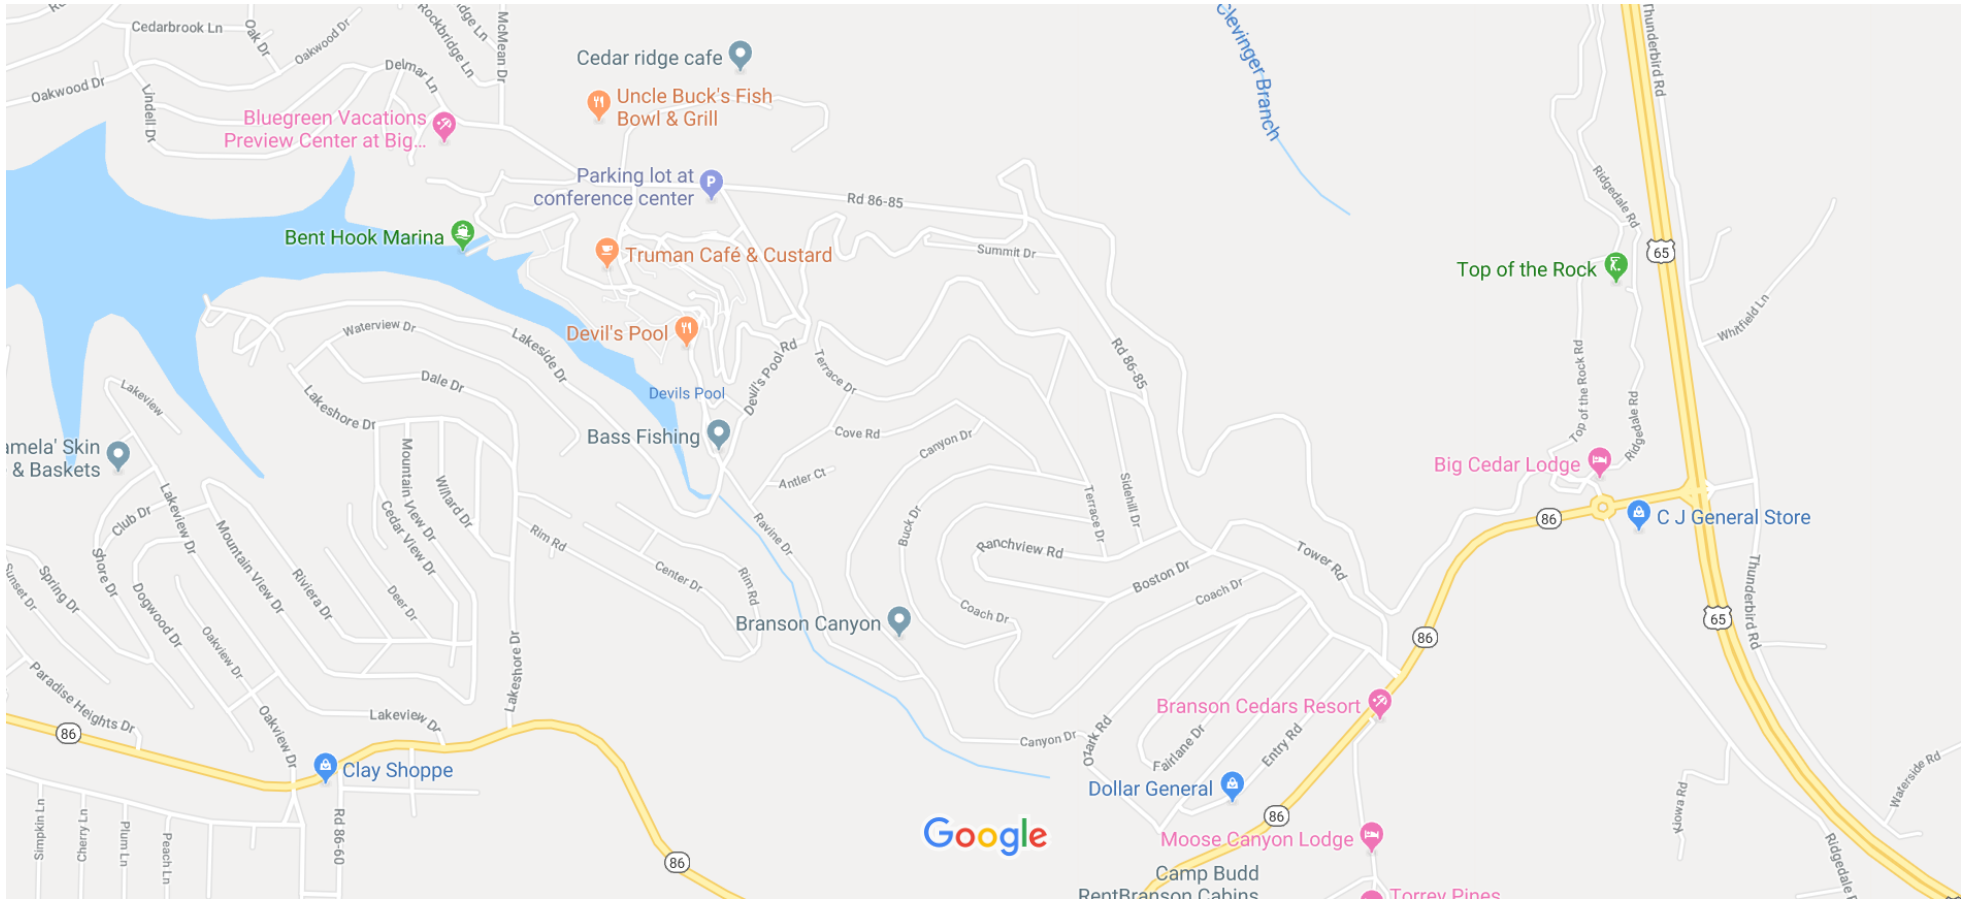 Cedarbrook Ln
Oak Dr
Oakwood Dr
Rockbridge Ln
McMean Dr
Oakwood Dr
Lindell Dr
Delmar Ln
Bluegreen Vacations
Preview Center at Big...
Cedar ridge cafe
Uncle Buck's Fish
Bowl & Grill
Parking lot at
conference center
P
Rd 86-85
Clevinger Branch
Thunderbird Rd
Ridgedale Rd
65
Bent Hook Marina
Truman Café & Custard
Summit Dr
Top of the Rock
Whitfield Ln
Waterview Dr
Lakeside Dr
Devil's Pool
Devil's Pool Rd
Terrace Dr
Rd 86-85
Top of the Rock Rd
Ridgedale Rd
Lakeview
Dale Dr
Lakeshore Dr
Devils Pool
Bass Fishing
Cove Rd
Canyon Dr
Antler Ct
Big Cedar Lodge
amela' Skin
& Baskets
Mountain View Dr
W/nard Dr
Cedar View Dr
Lakeview Dr
Club Dr
Mountain View Dr
Riviera Dr
Shore Dr
Spring Dr
Sunset Dr
Dogwood Dr
Oakview Dr
Deer Dr
Rim Rd
Center Dr
Rim Rd
Ravine Dr
Buck Dr
Terrace Dr
Sidehill Dr
Ranchview Rd
Boston Dr
Tower Rd
86
C J General Store
Thunderbird Rd
65
Coach Dr
Coach Dr
Branson Canyon
86
Paradise Heights Dr
Oakview Dr
Lakeview Dr
Lakeshore Dr
86
Clay Shoppe
Canyon Dr
Ozark Rd
Fairlane Dr
Entry Rd
Branson Cedars Resort
Dollar General
86
Kiowa Rd
Waterside Rd
Ridgedale
Simpkin Ln
Cherry Ln
Plum Ln
Peach Ln
Rd 86-60
86
Google
Moose Canyon Lodge
Camp Budd
RentBranson Cabins
Torrey Pines